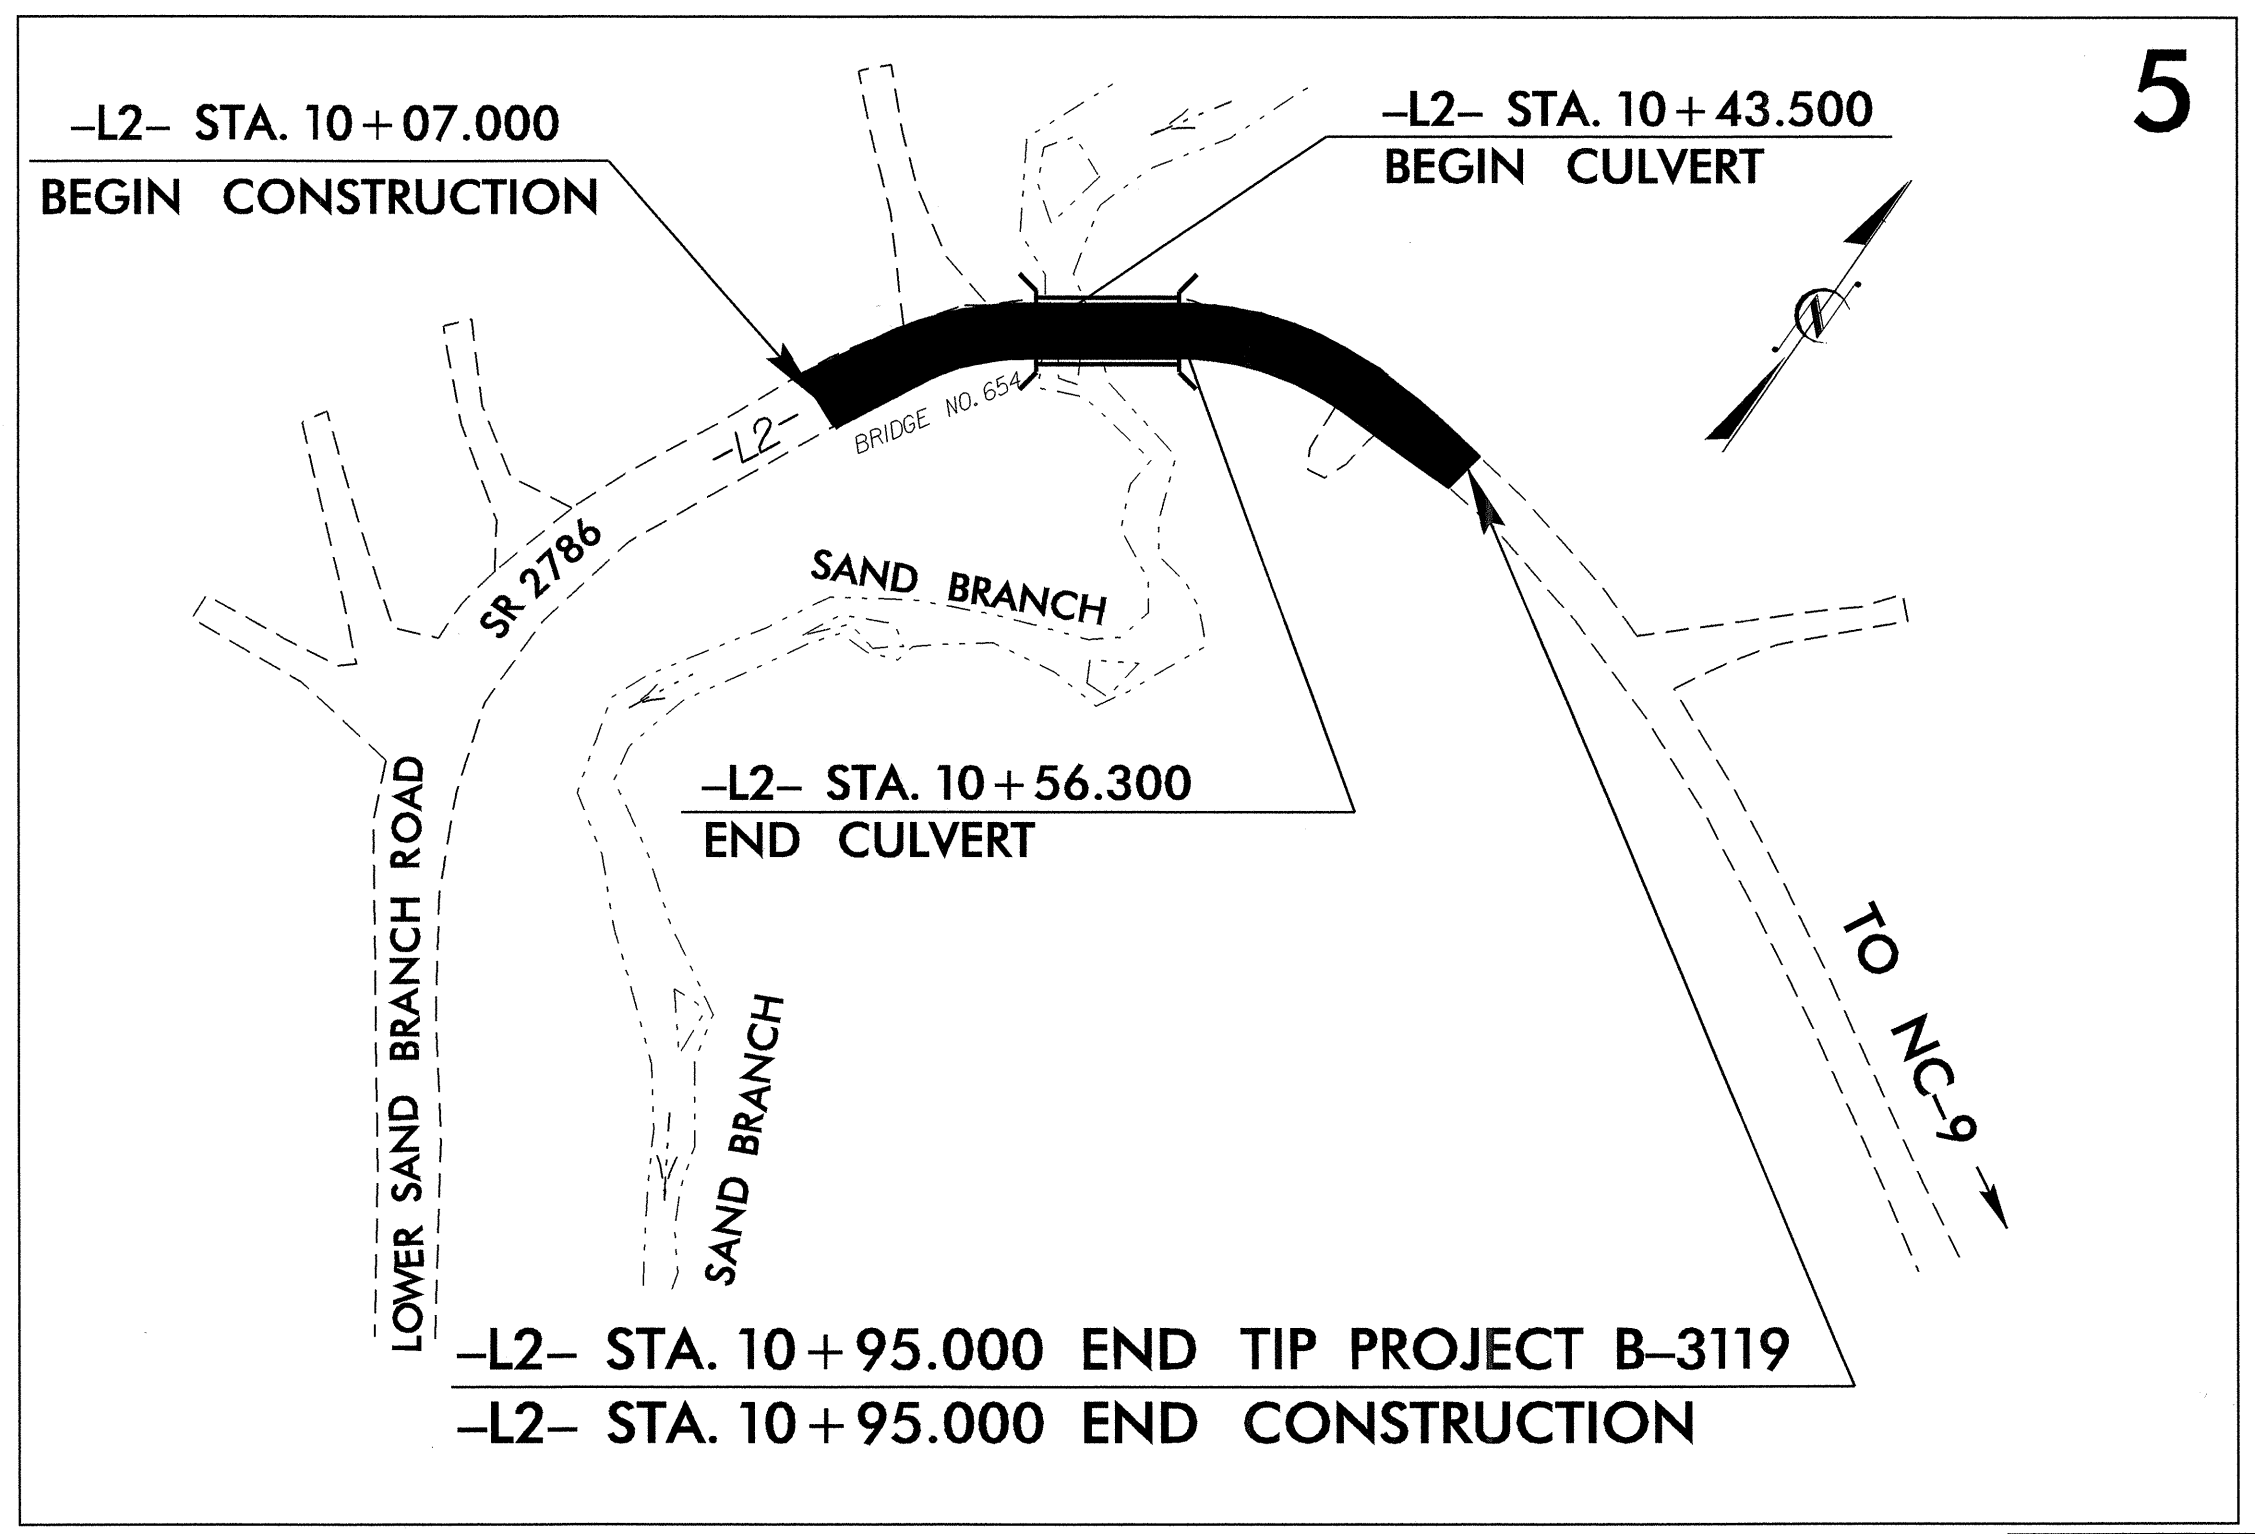 5
–L2– STA. 10+07.000
BEGIN CONSTRUCTION
–L2– STA. 10+43.500
BEGIN CULVERT
N
-L2-
BRIDGE NO. 654
SR 2786
SAND BRANCH
–L2– STA. 10+56.300
END CULVERT
LOWER SAND BRANCH ROAD
SAND BRANCH
TO NC–9
–L2– STA. 10+95.000 END TIP PROJECT B–3119
–L2– STA. 10+95.000 END CONSTRUCTION